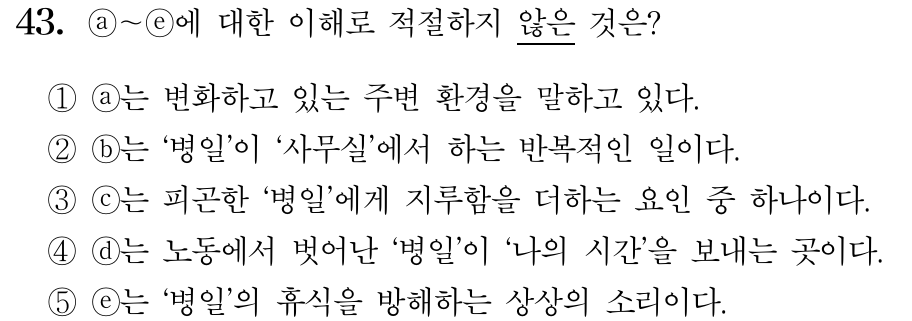 43. ⓐ~ⓔ에 대한 이해로 적절하지 않은 것은?
① ⓐ는 변화하고 있는 주변 환경을 말하고 있다.
② ⓑ는 ‘병일’이 ‘사무실’에서 하는 반복적인 일이다.
③ ⓒ는 피곤한 ‘병일’에게 지루함을 더하는 요인 중 하나이다.
④ ⓓ는 노동에서 벗어난 ‘병일’이 ‘나의 시간’을 보내는 곳이다.
⑤ ⓔ는 ‘병일’의 휴식을 방해하는 상상의 소리이다.